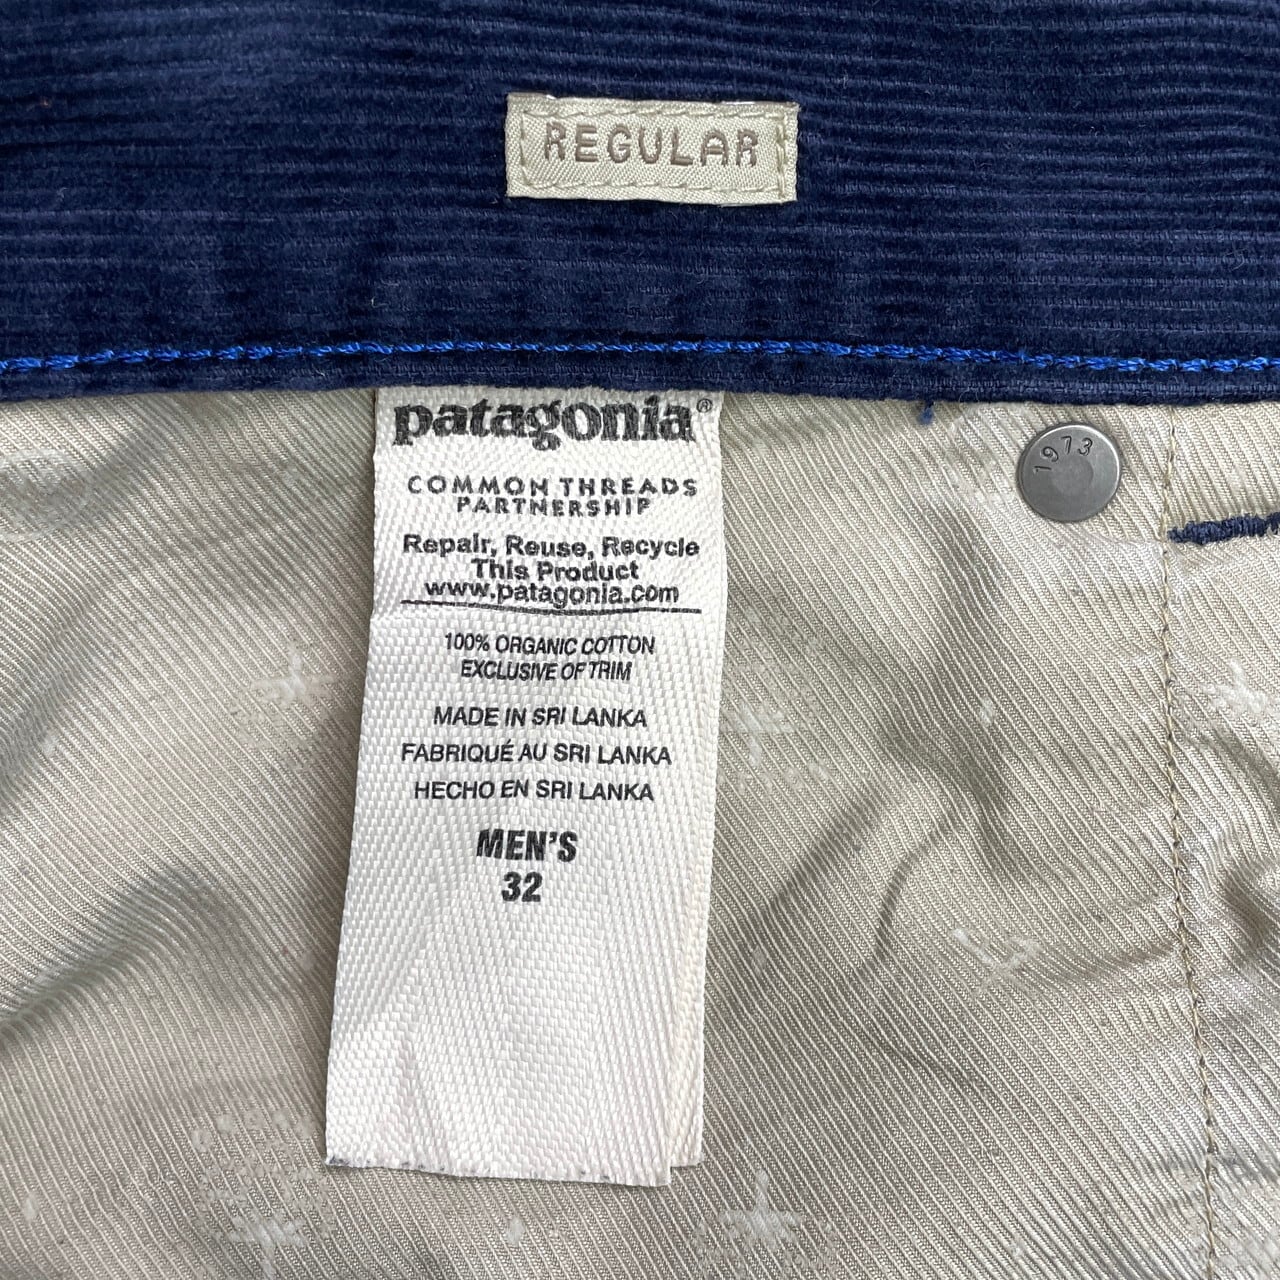 REGULAR
patagonia®
1973
COMMON THREADS
PARTNERSHIP
Repair, Reuse, Recycle
This Product
www.patagonia.com
100% ORGANIC COTTON
EXCLUSIVE OF TRIM
MADE IN SRI LANKA
FABRIQUÉ AU SRI LANKA
HECHO EN SRI LANKA
MEN'S
32